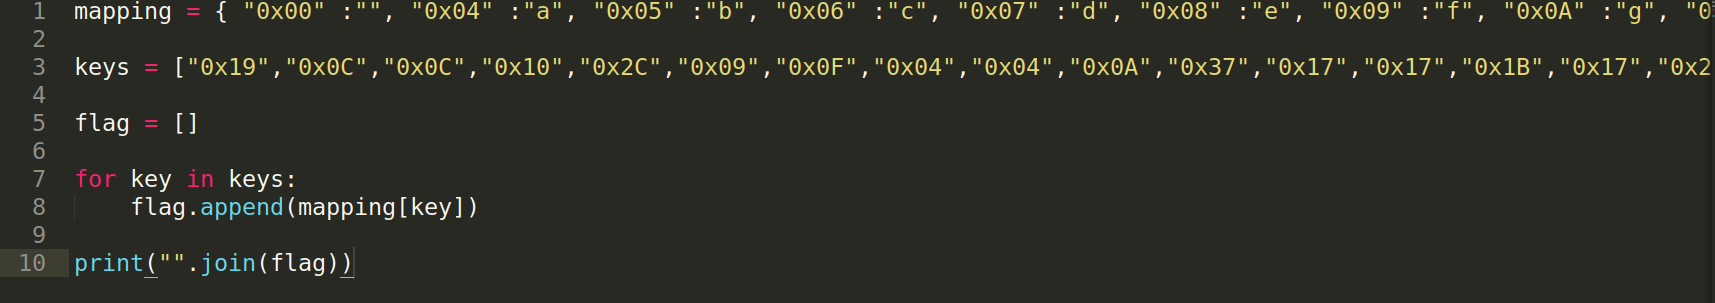 1 mapping = { "0x00" :"", "0x04" :"a", "0x05" :"b", "0x06" :"c", "0x07" :"d", "0x08" :"e", "0x09" :"f", "0x0A" :"g", "0
2
3 keys = ["0x19","0x0C","0x0C","0x10","0x2C","0x09","0x0F","0x04","0x04","0x0A","0x37","0x17","0x17","0x1B","0x17","0x2
4
5 flag = []
6
7 for key in keys:
8 flag.append(mapping[key])
9
10 print("".join(flag))